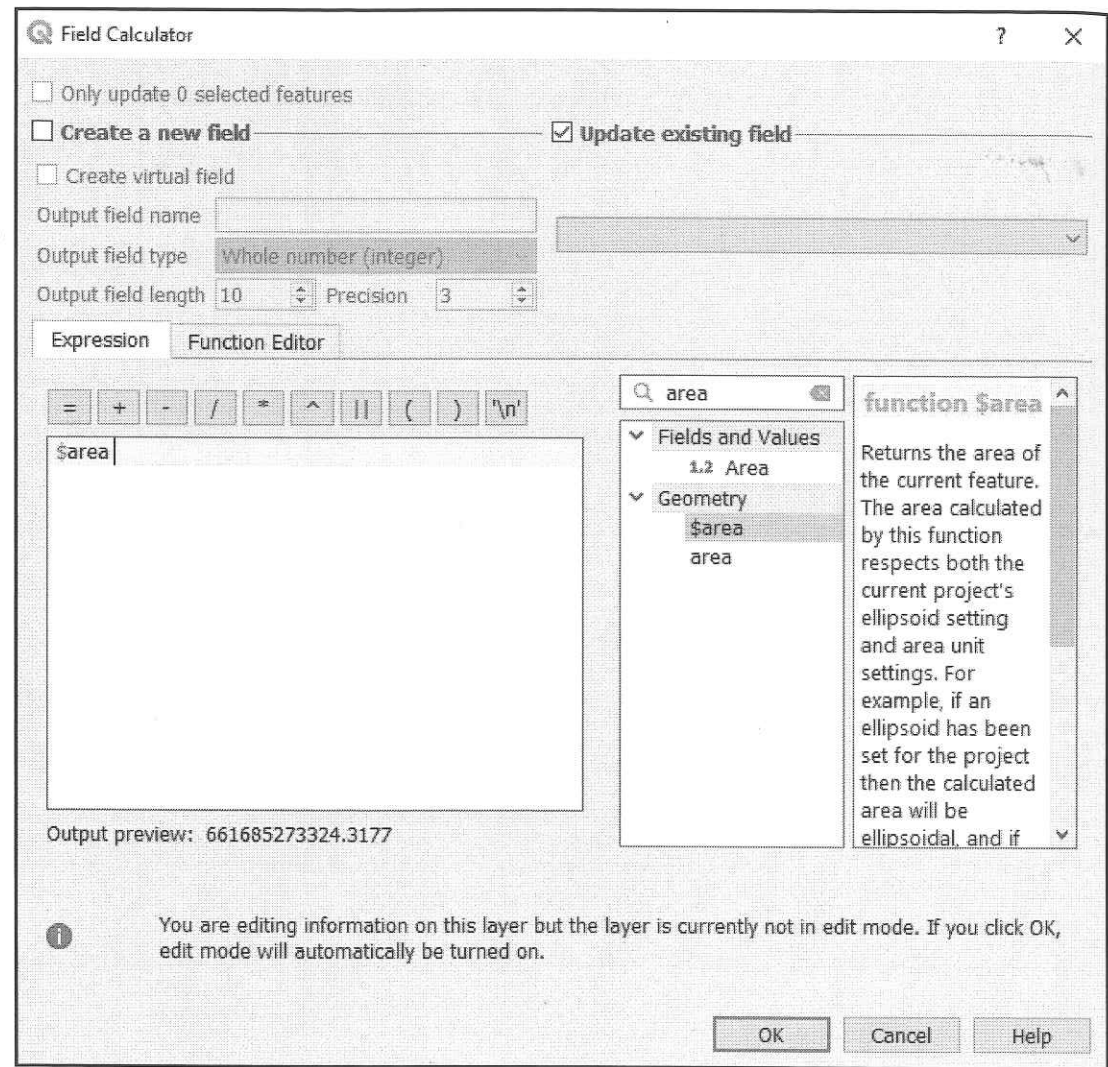 Field Calculator ? ×
Only update 0 selected features
Create a new field
Update existing field
Create virtual field
Output field name
Output field type Whole number (integer)
Output field length 10 Precision 3
Expression Function Editor
= + - / * ^ || ( ) '\n'
$area
Output preview: 661685273324.3177
area
Fields and Values
1.2 Area
Geometry
$area
area
function $area
Returns the area of
the current feature.
The area calculated
by this function
respects both the
current project's
ellipsoid setting
and area unit
settings. For
example, if an
ellipsoid has been
set for the project
then the calculated
area will be
ellipsoidal, and if
You are editing information on this layer but the layer is currently not in edit mode. If you click OK,
edit mode will automatically be turned on.
OK Cancel Help